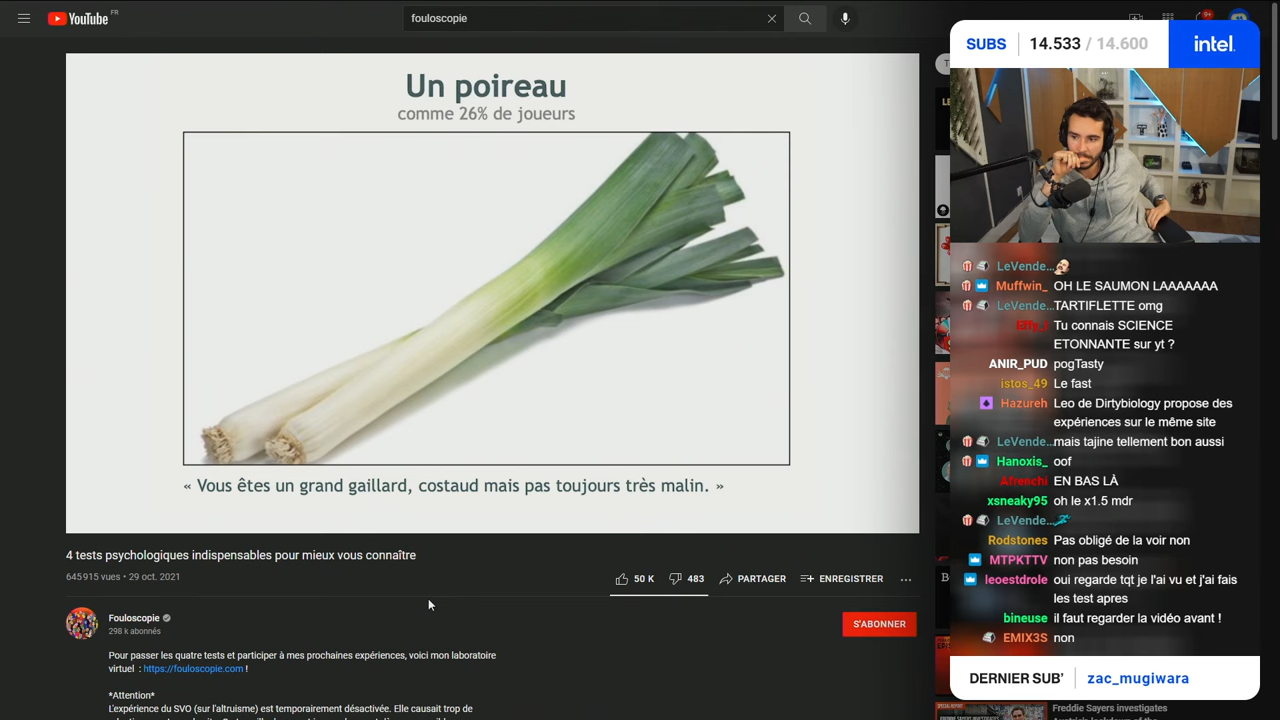 YouTube FR
fouloscopie
9+
SUBS 14.533 / 14.600 intel.
Un poireau
comme 26% de joueurs
« Vous êtes un grand gaillard, costaud mais pas toujours très malin. »
4 tests psychologiques indispensables pour mieux vous connaître
645 915 vues • 29 oct. 2021
50 K 483 PARTAGER ENREGISTRER ...
Fouloscopie
298 k abonnés
S'ABONNER
Pour passer les quatre tests et participer à mes prochaines expériences, voici mon laboratoire
virtuel : https://fouloscopie.com !
*Attention*
L'expérience du SVO (sur l'altruisme) est temporairement désactivée. Elle causait trop de
LeVende...
Muffwin_ OH LE SAUMON LAAAAAAA
LeVende... TARTIFLETTE omg
Tu connais SCIENCE
ETONNANTE sur yt ?
ANIR_PUD pogTasty
istos_49 Le fast
Hazureh Leo de Dirtybiology propose des
expériences sur le même site
LeVende... mais tajine tellement bon aussi
Hanoxis_ oof
Afrenchi EN BAS LÀ
xsneaky95 oh le x1.5 mdr
LeVende...
Rodstones Pas obligé de la voir non
MTPKTTV non pas besoin
leoestdrole oui regarde tqt je l'ai vu et j'ai fais
les test apres
bineuse il faut regarder la vidéo avant !
EMIX3S non
DERNIER SUB' zac_mugiwara
SPECIAL REPORT
Freddie Sayers investigates